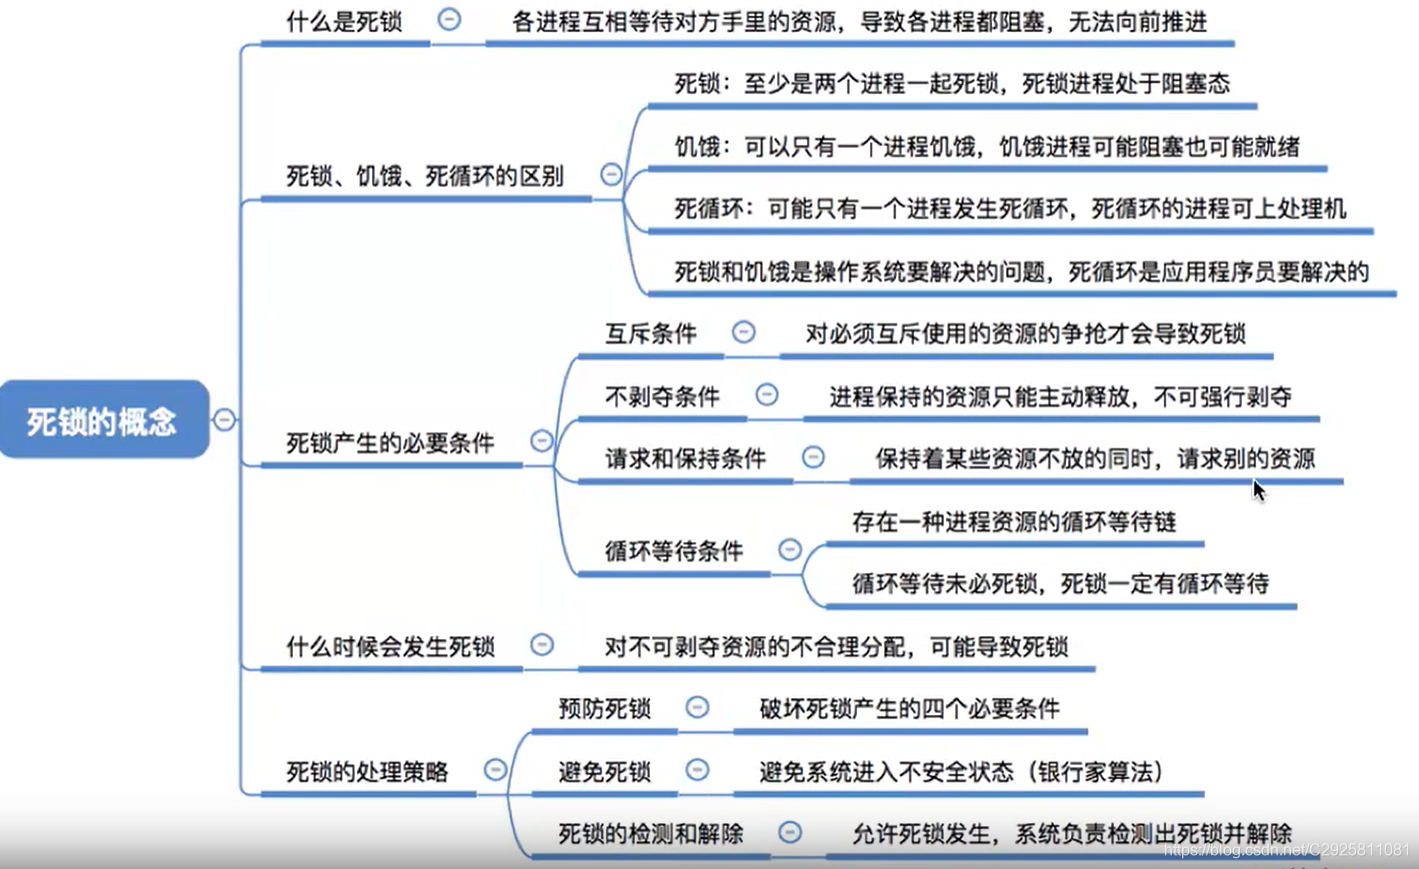 什么是死锁
各进程互相等待对方手里的资源，导致各进程都阻塞，无法向前推进
死锁、饥饿、死循环的区别
死锁：至少是两个进程一起死锁，死锁进程处于阻塞态
饥饿：可以只有一个进程饥饿，饥饿进程可能阻塞也可能就绪
死循环：可能只有一个进程发生死循环，死循环的进程可上处理机
死锁和饥饿是操作系统要解决的问题，死循环是应用程序员要解决的
死锁的概念
死锁产生的必要条件
互斥条件
对必须互斥使用的资源的争抢才会导致死锁
不剥夺条件
进程保持的资源只能主动释放，不可强行剥夺
请求和保持条件
保持着某些资源不放的同时，请求别的资源
循环等待条件
存在一种进程资源的循环等待链
循环等待未必死锁，死锁一定有循环等待
什么时候会发生死锁
对不可剥夺资源的不合理分配，可能导致死锁
死锁的处理策略
预防死锁
破坏死锁产生的四个必要条件
避免死锁
避免系统进入不安全状态（银行家算法）
死锁的检测和解除
允许死锁发生，系统负责检测出死锁并解除
https://blog.csdn.net/C2925811081